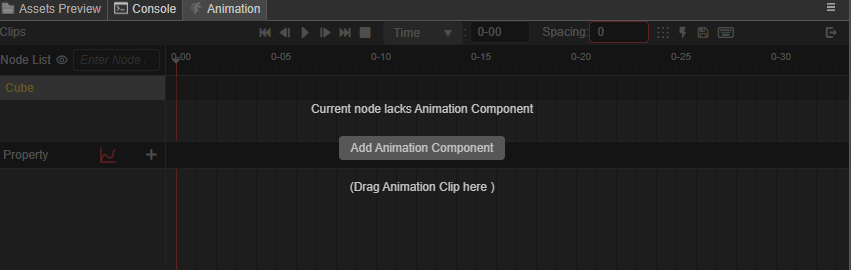 Assets Preview Console Animation
Clips Time : 0-00 Spacing: 0
Node List Enter Node . 0-00 0-05 0-10 0-15 0-20 0-25 0-30
Cube
Current node lacks Animation Component
Add Animation Component
Property
(Drag Animation Clip here )